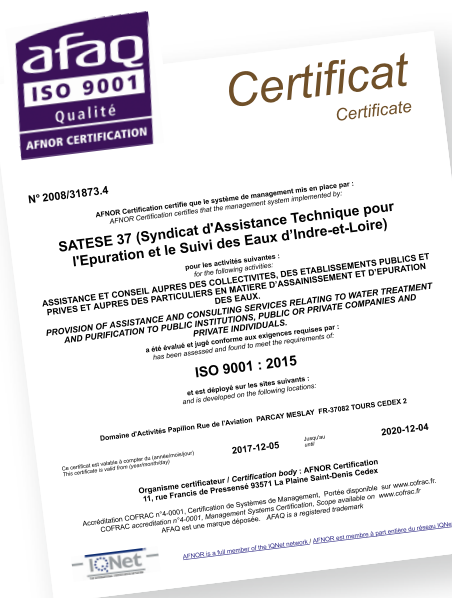 afaq
ISO 9001
Qualité
AFNOR CERTIFICATION
Certificat
Certificate
N° 2008/31873.4
AFNOR Certification certifie que le système de management mis en place par :
AFNOR Certification certifies that the management system implemented by:
SATESE 37 (Syndicat d'Assistance Technique pour
l'Epuration et le Suivi des Eaux d'Indre-et-Loire)
pour les activités suivantes :
for the following activities:
ASSISTANCE ET CONSEIL AUPRES DES COLLECTIVITES, DES ETABLISSEMENTS PUBLICS ET
PRIVES ET AUPRES DES PARTICULIERS EN MATIERE D'ASSAINISSEMENT ET D'EPURATION
DES EAUX.
PROVISION OF ASSISTANCE AND CONSULTING SERVICES RELATING TO WATER TREATMENT
AND PURIFICATION TO PUBLIC INSTITUTIONS, PUBLIC OR PRIVATE COMPANIES AND
PRIVATE INDIVIDUALS.
a été évalué et jugé conforme aux exigences requises par :
has been assessed and found to meet the requirements of:
ISO 9001 : 2015
et est déployé sur les sites suivants :
and is developed on the following locations:
Domaine d'Activités Papillon Rue de l'Aviation PARCAY MESLAY FR-37082 TOURS CEDEX 2
Ce certificat est valable à compter du (année/mois/jour)
This certificate is valid from (year/month/day)
2017-12-05
Jusqu'au
until
2020-12-04
Organisme certificateur / Certification body : AFNOR Certification
11, rue Francis de Pressensé 93571 La Plaine Saint-Denis Cedex
Accréditation COFRAC n°4-0001, Certification de Systèmes de Management, Portée disponible sur www.cofrac.fr.
COFRAC accreditation n°4-0001, Management Systems Certification, Scope available on www.cofrac.fr
AFAQ est une marque déposée. AFAQ is a registered trademark
IQNet
AFNOR is a full member of the IQNet network / AFNOR est membre à part entière du réseau IQNe